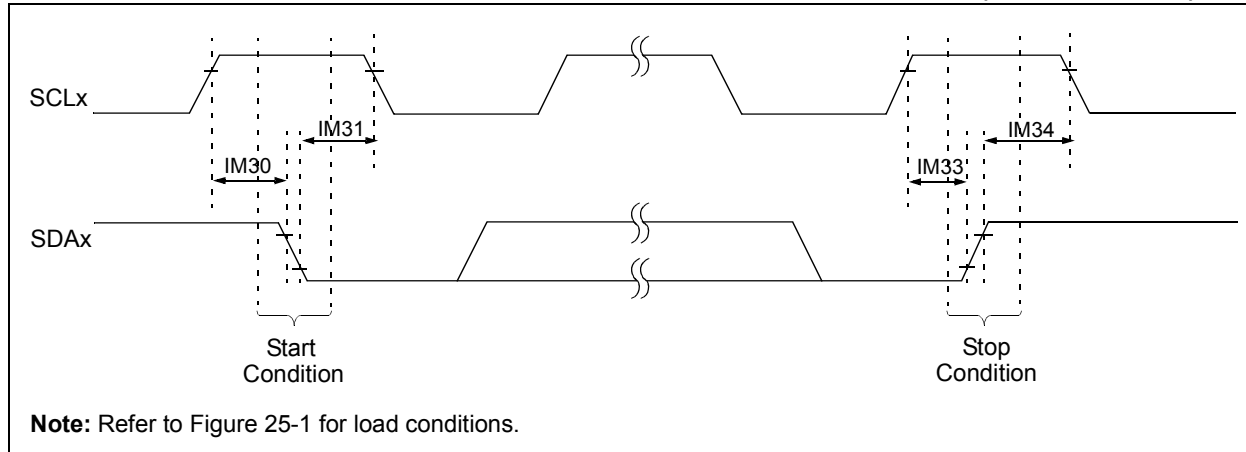 SCLx
IM31
IM34
IM30
IM33
SDAx
Start
Condition
Stop
Condition
Note: Refer to Figure 25-1 for load conditions.